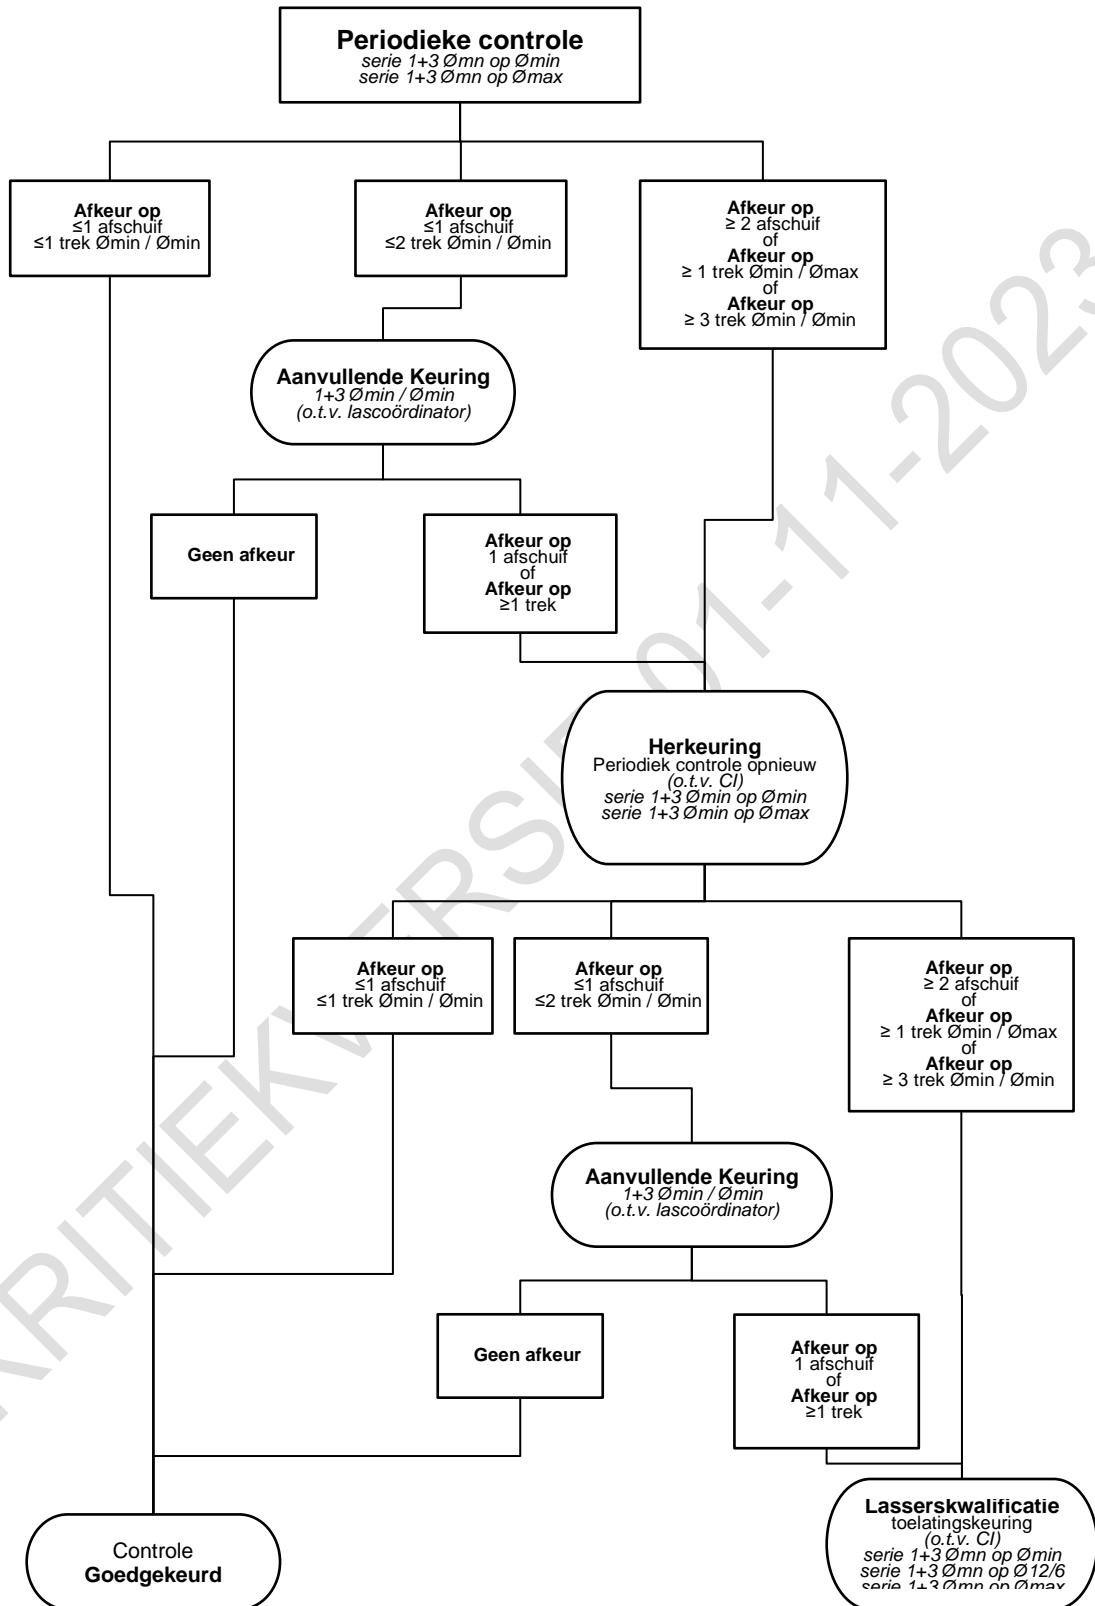 Periodieke controle
serie 1+3 Ømn op Ømin
serie 1+3 Ømn op Ømax
Afkeur op
≤1 afschuif
≤1 trek Ømin / Ømin
Afkeur op
≤1 afschuif
≤2 trek Ømin / Ømin
Afkeur op
≥ 2 afschuif
of
Afkeur op
≥ 1 trek Ømin / Ømax
of
Afkeur op
≥ 3 trek Ømin / Ømin
Aanvullende Keuring
1+3 Ømin / Ømin
(o.t.v. lascoördinator)
Geen afkeur
Afkeur op
1 afschuif
of
Afkeur op
≥1 trek
Herkeuring
Periodiek controle opnieuw
(o.t.v. CI)
serie 1+3 Ømin op Ømin
serie 1+3 Ømin op Ømax
Afkeur op
≤1 afschuif
≤1 trek Ømin / Ømin
Afkeur op
≤1 afschuif
≤2 trek Ømin / Ømin
Afkeur op
≥ 2 afschuif
of
Afkeur op
≥ 1 trek Ømin / Ømax
of
Afkeur op
≥ 3 trek Ømin / Ømin
Aanvullende Keuring
1+3 Ømin / Ømin
(o.t.v. lascoördinator)
Geen afkeur
Afkeur op
1 afschuif
of
Afkeur op
≥1 trek
Controle
Goedgekeurd
Lasserskwalificatie
toelatingskeuring
(o.t.v. CI)
serie 1+3 Ømn op Ømin
serie 1+3 Ømn op Ø12/6
serie 1+3 Ømn op Ømax
KRITIEKVERSIE 01-11-2023